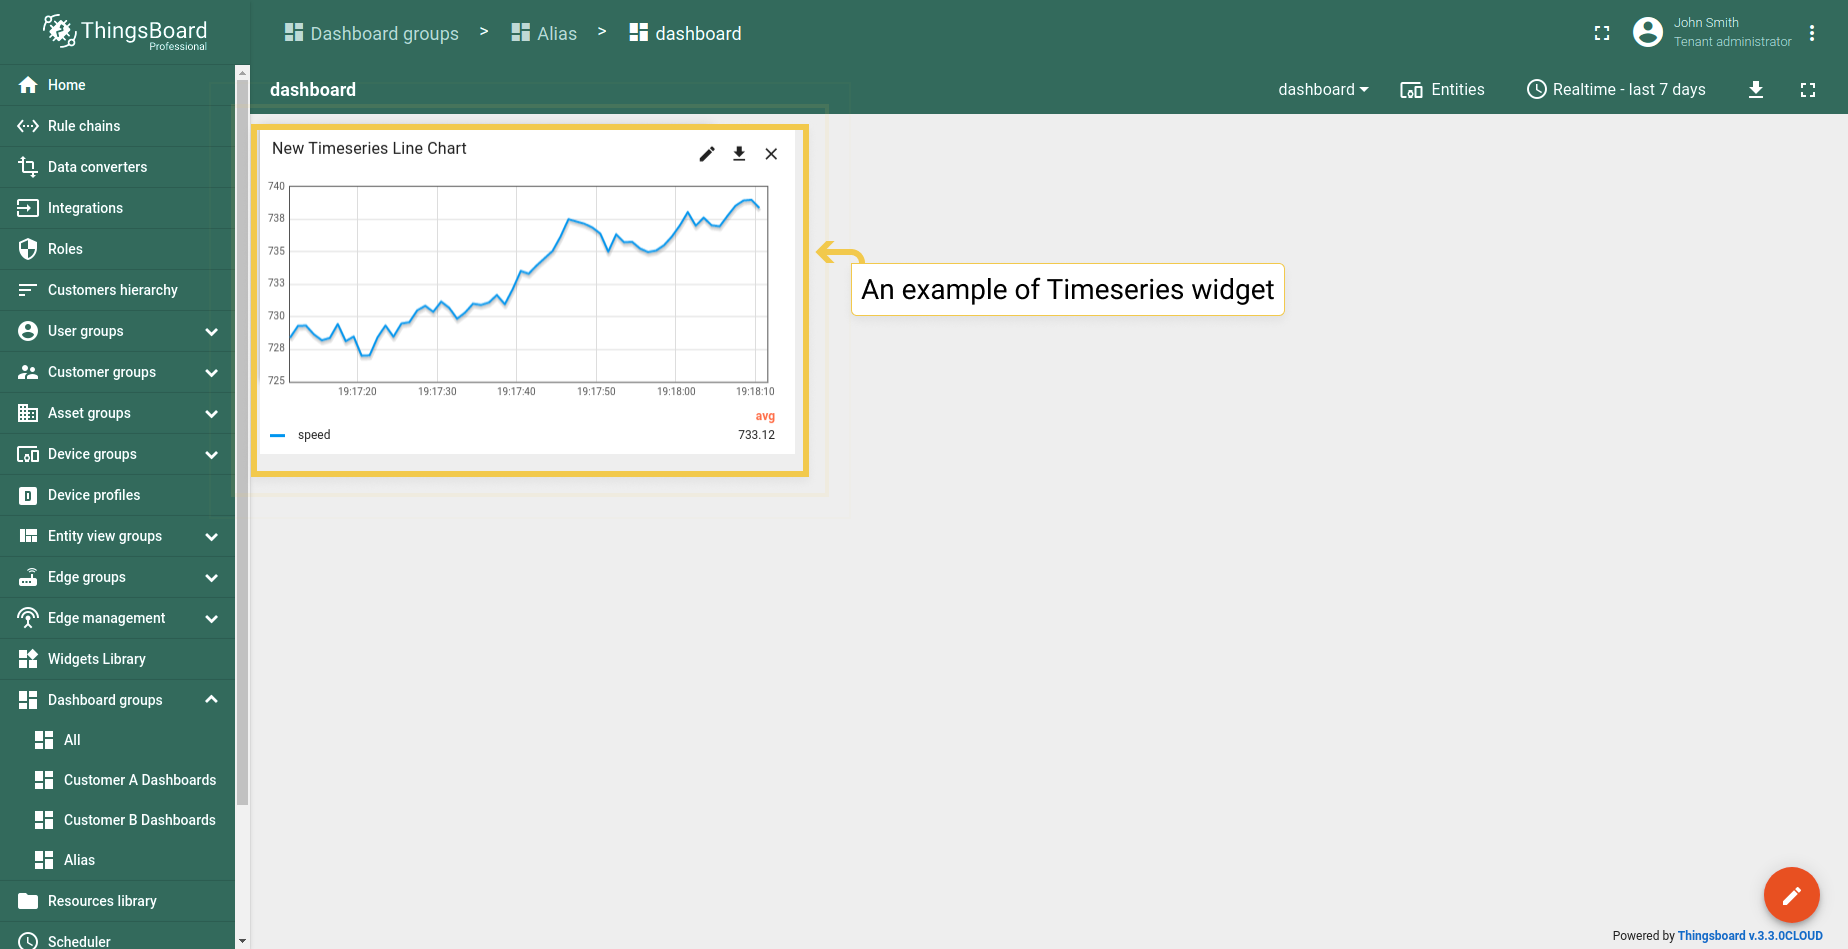 ThingsBoard
Professional
Dashboard groups > Alias > dashboard
John Smith
Tenant administrator
Home
Rule chains
Data converters
Integrations
Roles
Customers hierarchy
User groups
Customer groups
Asset groups
Device groups
Device profiles
Entity view groups
Edge groups
Edge management
Widgets Library
Dashboard groups
All
Customer A Dashboards
Customer B Dashboards
Alias
Resources library
Scheduler
dashboard
dashboard Entities Realtime - last 7 days
New Timeseries Line Chart
740
738
735
733
730
728
725
19:17:20 19:17:30 19:17:40 19:17:50 19:18:00 19:18:10
avg
speed 733.12
An example of Timeseries widget
Powered by Thingsboard v.3.3.0CLOUD